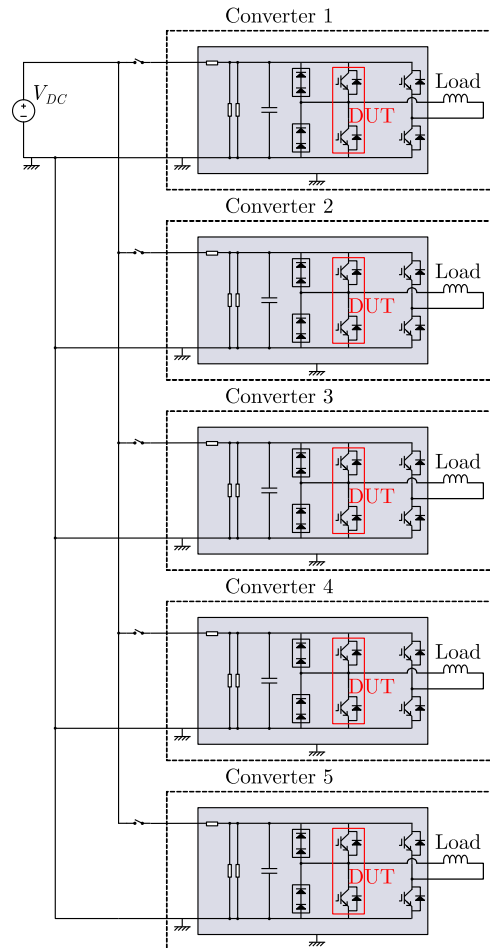 Converter 1
V_DC
Load
DUT
Converter 2
Load
DUT
Converter 3
Load
DUT
Converter 4
Load
DUT
Converter 5
Load
DUT